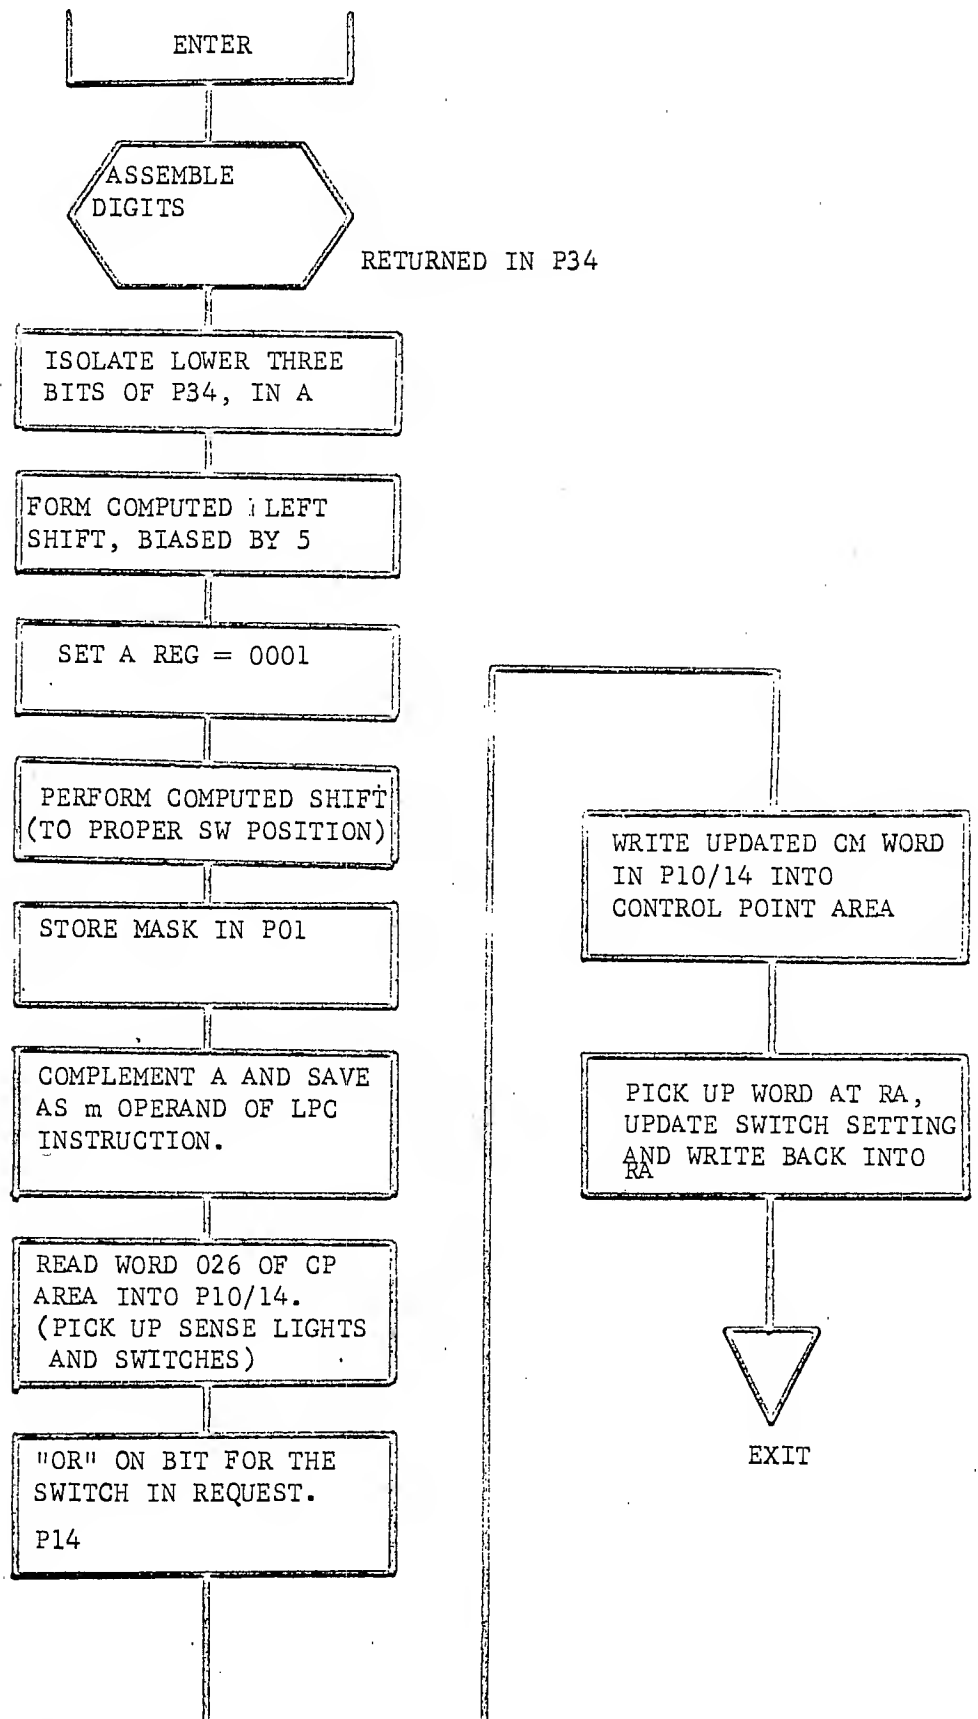 ENTER
ASSEMBLE
DIGITS
RETURNED IN P34
ISOLATE LOWER THREE
BITS OF P34, IN A
FORM COMPUTED LEFT
SHIFT, BIASED BY 5
SET A REG = 0001
PERFORM COMPUTED SHIFT
(TO PROPER SW POSITION)
STORE MASK IN P01
COMPLEMENT A AND SAVE
AS m OPERAND OF LPC
INSTRUCTION.
READ WORD 026 OF CP
AREA INTO P10/14.
(PICK UP SENSE LIGHTS
AND SWITCHES)
"OR" ON BIT FOR THE
SWITCH IN REQUEST.
P14
WRITE UPDATED CM WORD
IN P10/14 INTO
CONTROL POINT AREA
PICK UP WORD AT RA,
UPDATE SWITCH SETTING
AND WRITE BACK INTO
RA
EXIT